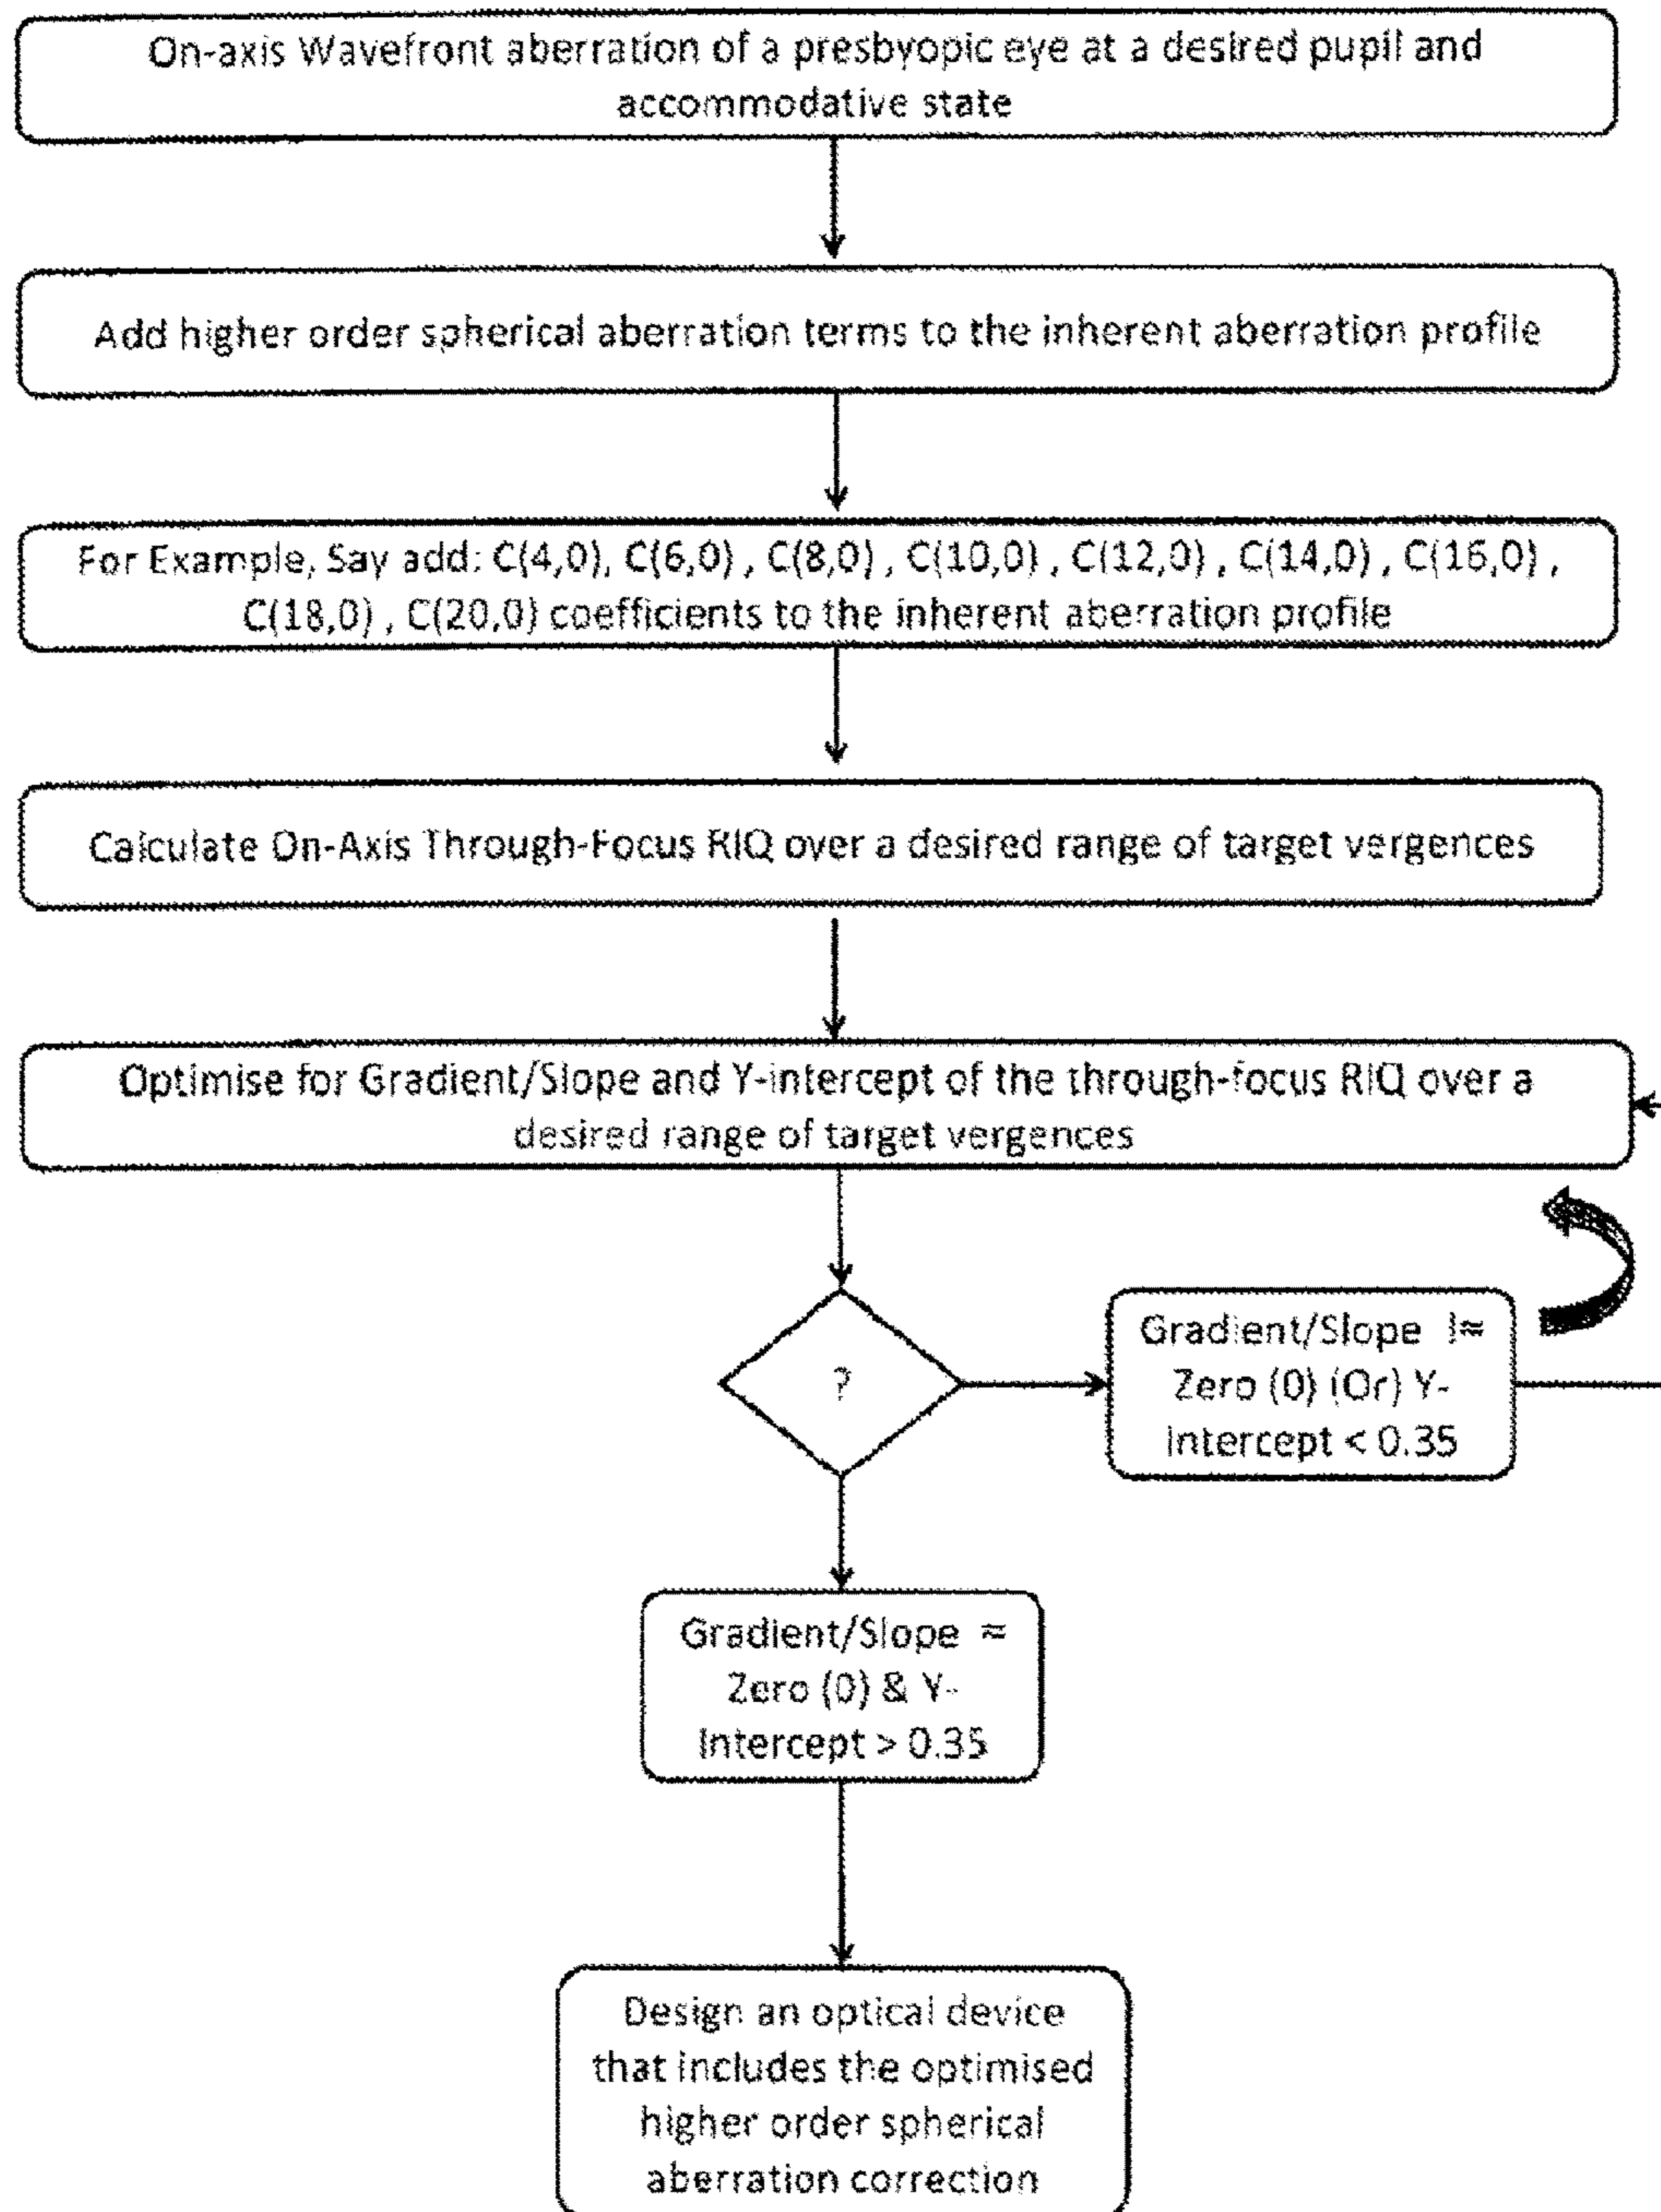 On-axis Wavefront aberration of a presbyopic eye at a desired pupil and
accommodative state
Add higher order spherical aberration terms to the inherent aberration profile
For Example, Say add: C(4,0), C(6,0) , C(8,0) , C(10,0) , C(12,0) , C(14,0) , C(16,0) ,
C(18,0) , C(20,0) coefficients to the inherent aberration profile
Calculate On-Axis Through-Focus RIQ over a desired range of target vergences
Optimise for Gradient/Slope and Y-intercept of the through-focus RIQ over a
desired range of target vergences
?
Gradient/Slope !≈
Zero (0) (Or) Y-
Intercept < 0.35
Gradient/Slope ≈
Zero (0) & Y-
Intercept > 0.35
Design an optical device
that includes the optimised
higher order spherical
aberration correction